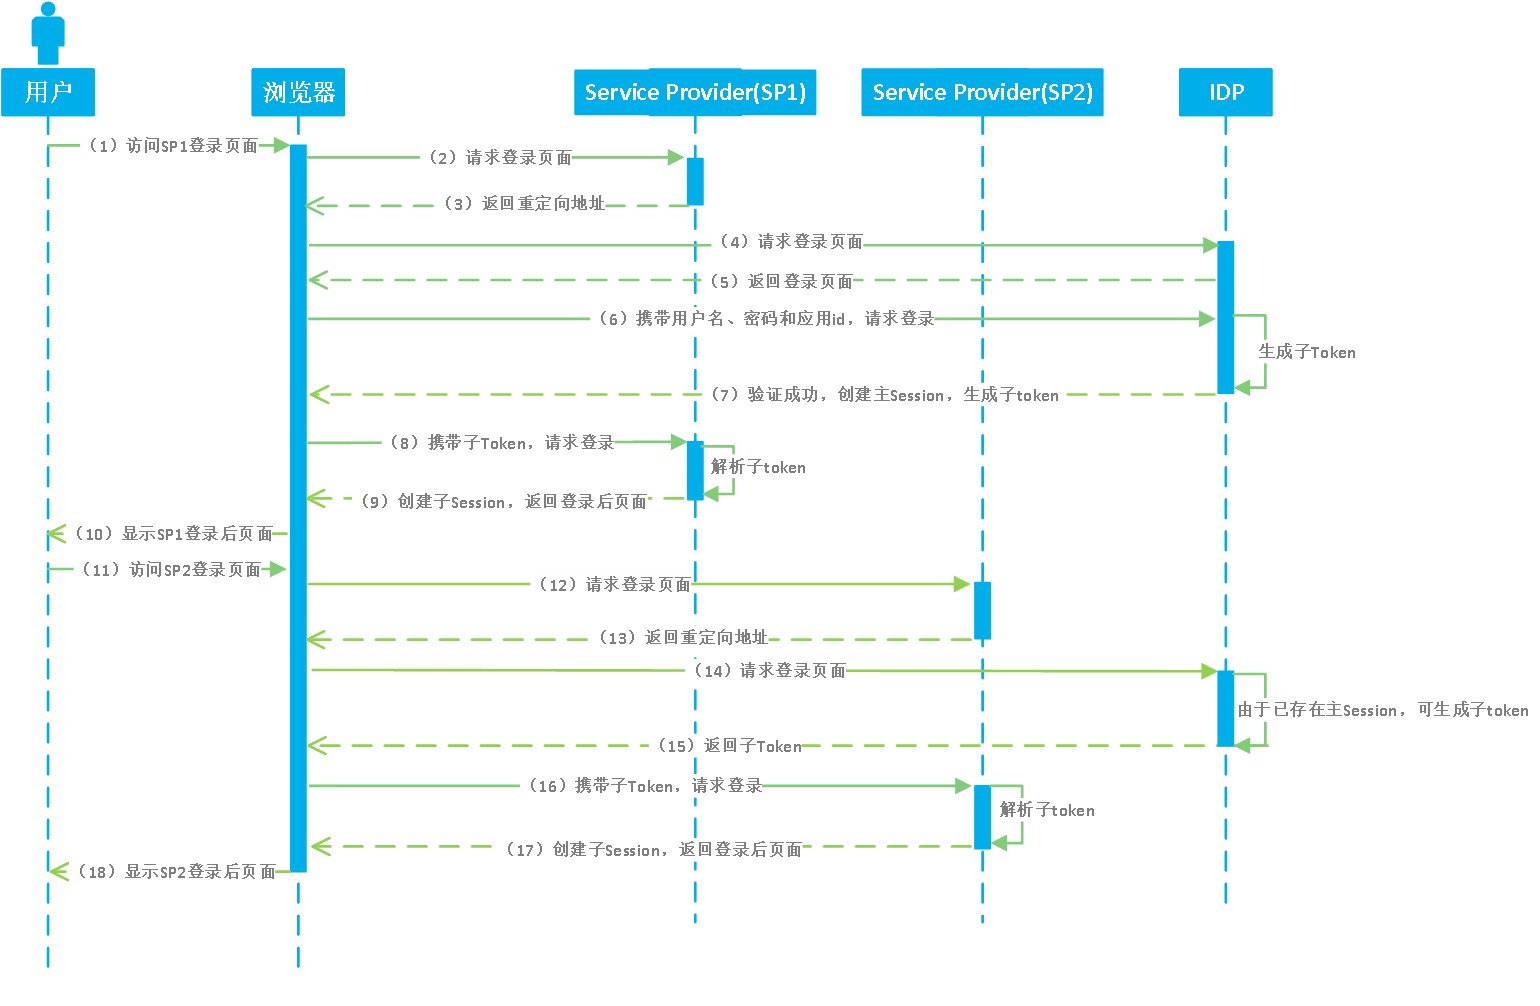 用户
浏览器
Service Provider(SP1)
Service Provider(SP2)
IDP
（1）访问SP1登录页面
（2）请求登录页面
（3）返回重定向地址
（4）请求登录页面
（5）返回登录页面
（6）携带用户名、密码和应用id，请求登录
生成子Token
（7）验证成功，创建主Session，生成子token
（8）携带子Token，请求登录
解析子token
（9）创建子Session，返回登录后页面
（10）显示SP1登录后页面
（11）访问SP2登录页面
（12）请求登录页面
（13）返回重定向地址
（14）请求登录页面
由于已存在主Session，可生成子token
（15）返回子Token
（16）携带子Token，请求登录
解析子token
（17）创建子Session，返回登录后页面
（18）显示SP2登录后页面